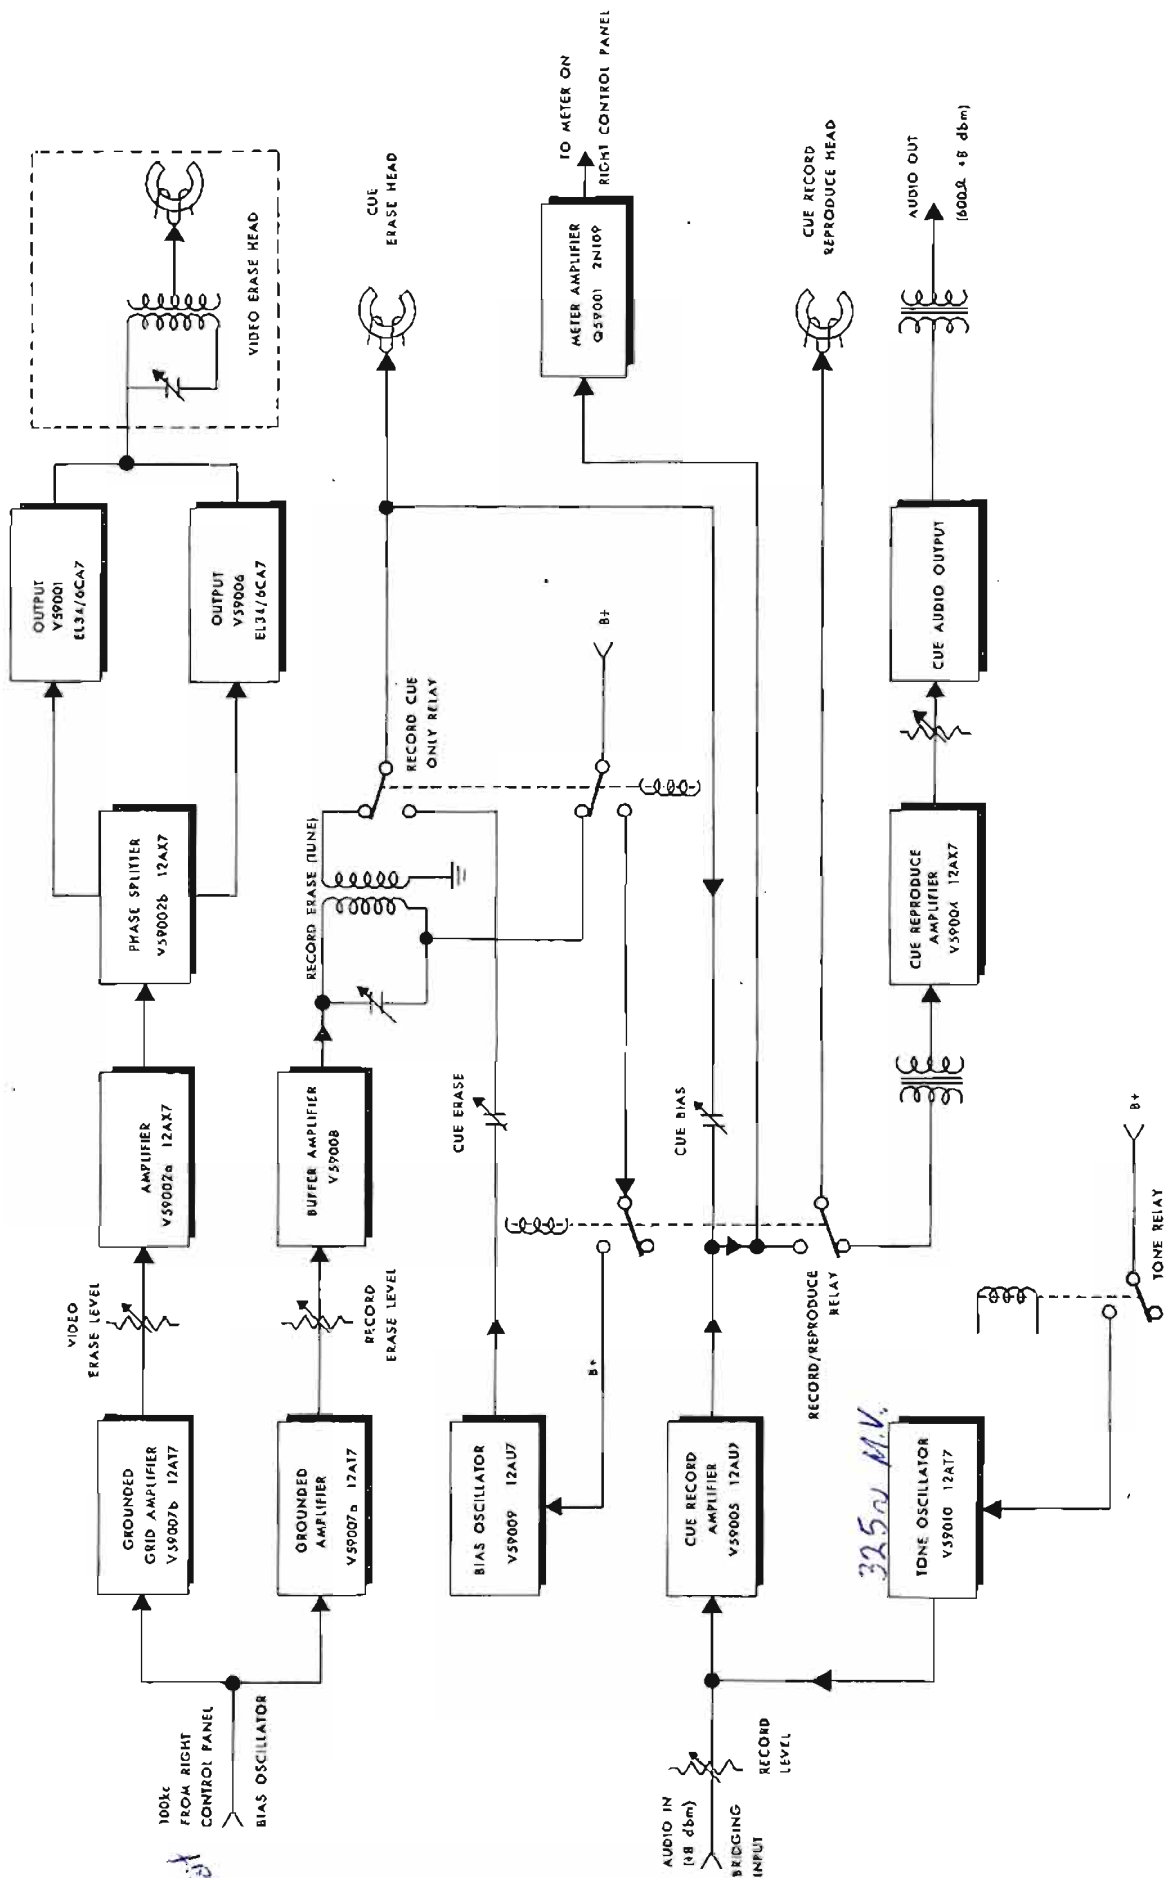 100kc
FROM RIGHT
CONTROL PANEL
BIAS OSCILLATOR
GROUNDED
GRID AMPLIFIER
V59007b 12AT7
VIDEO
ERASE LEVEL
AMPLIFIER
V59002a 12AX7
PHASE SPLITTER
V59002b 12AX7
OUTPUT
V59001
EL34/6CA7
OUTPUT
V59006
EL34/6CA7
VIDEO ERASE HEAD
GROUNDED
AMPLIFIER
V59007a 12AT7
RECORD
ERASE LEVEL
BUFFER AMPLIFIER
V59008
RECORD ERASE (TUNE)
RECORD CUE
ONLY RELAY
CUE
ERASE HEAD
BIAS OSCILLATOR
V59009 12AU7
CUE ERASE
B+
B+
METER AMPLIFIER
Q59001 2N109
TO METER ON
RIGHT CONTROL PANEL
AUDIO IN
(+8 dbm)
BRIDGING
INPUT
RECORD
LEVEL
CUE RECORD
AMPLIFIER
V59005 12AU7
CUE BIAS
RECORD/REPRODUCE
RELAY
CUE RECORD
REPRODUCE HEAD
325~ M.V.
TONE OSCILLATOR
V59010 12AT7
CUE REPRODUCE
AMPLIFIER
V59004 12AX7
CUE AUDIO OUTPUT
AUDIO OUT
(600Ω +8 dbm)
B+
TONE RELAY